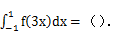 ∫₋₁¹ f(3x)dx = （）.